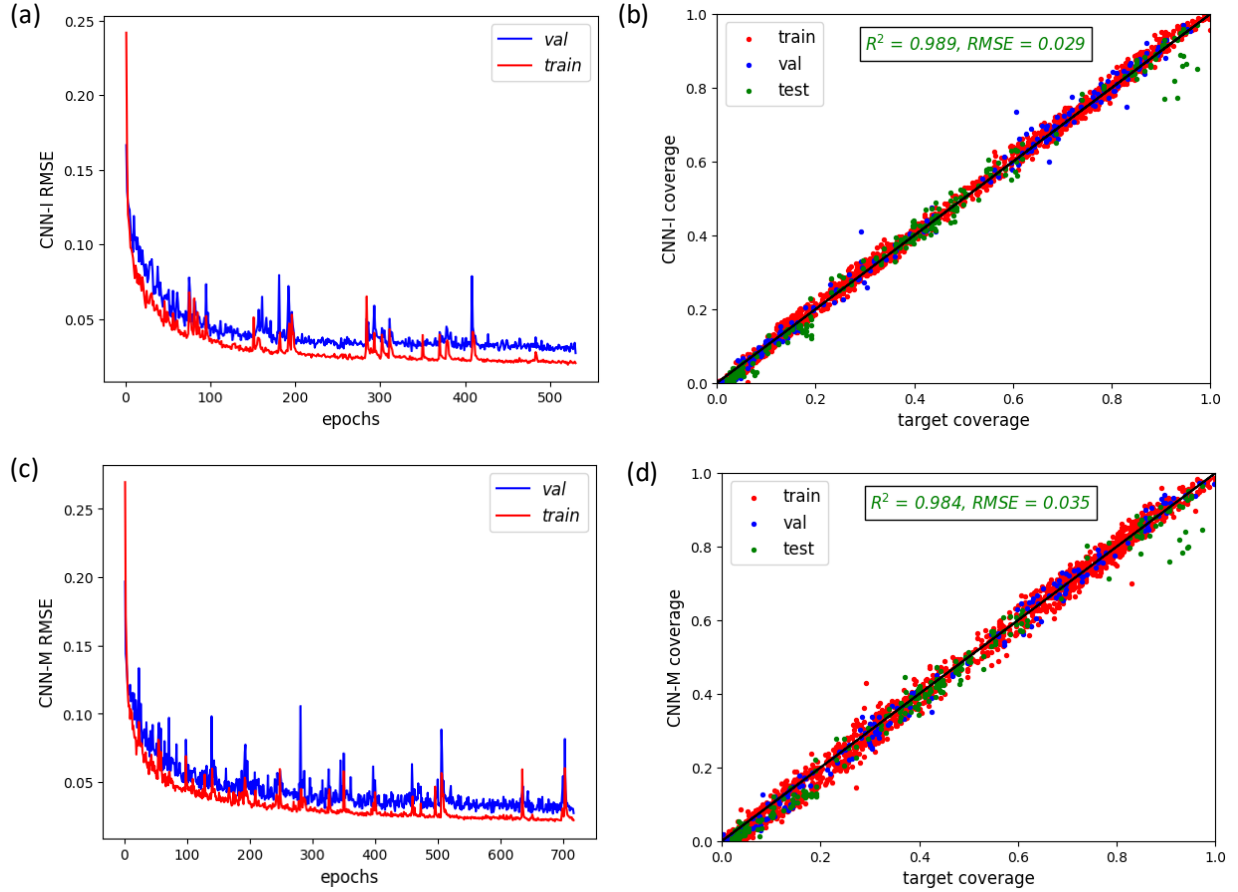 (a)
0.25
0.20
0.15
0.10
0.05
CNN-I RMSE
val
train
0 100 200 300 400 500
epochs
(b)
1.0
0.8
0.6
0.4
0.2
0.0
CNN-I coverage
train
val
test
R² = 0.989, RMSE = 0.029
0.0 0.2 0.4 0.6 0.8 1.0
target coverage
(c)
0.25
0.20
0.15
0.10
0.05
CNN-M RMSE
val
train
0 100 200 300 400 500 600 700
epochs
(d)
1.0
0.8
0.6
0.4
0.2
0.0
CNN-M coverage
train
val
test
R² = 0.984, RMSE = 0.035
0.0 0.2 0.4 0.6 0.8 1.0
target coverage